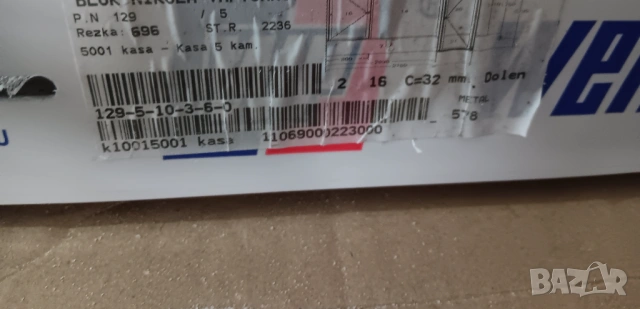 P.N 129 / 5
Rezka: 696 ST.R. 2236
5001 kasa - Kasa 5 kam.
2 16 C=32 mm. Dolen
129-5-10-3-6-0
METAL
578
k10015001 kasa 11069000223000
BAZAR
bg